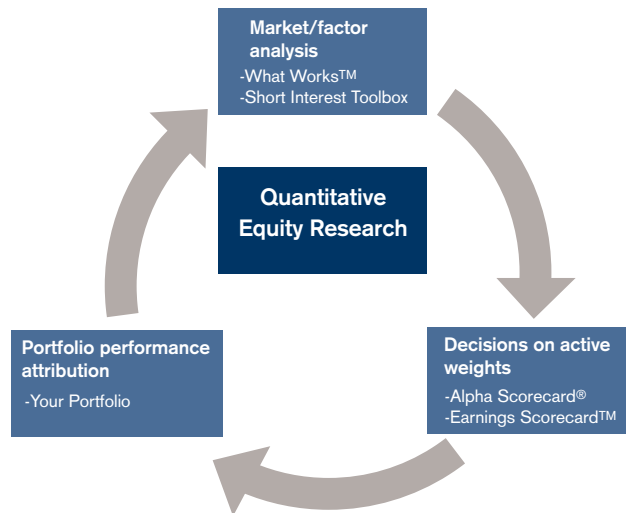 Market/factor
analysis
-What Works™
-Short Interest Toolbox
Quantitative
Equity Research
Portfolio performance
attribution
-Your Portfolio
Decisions on active
weights
-Alpha Scorecard®
-Earnings Scorecard™